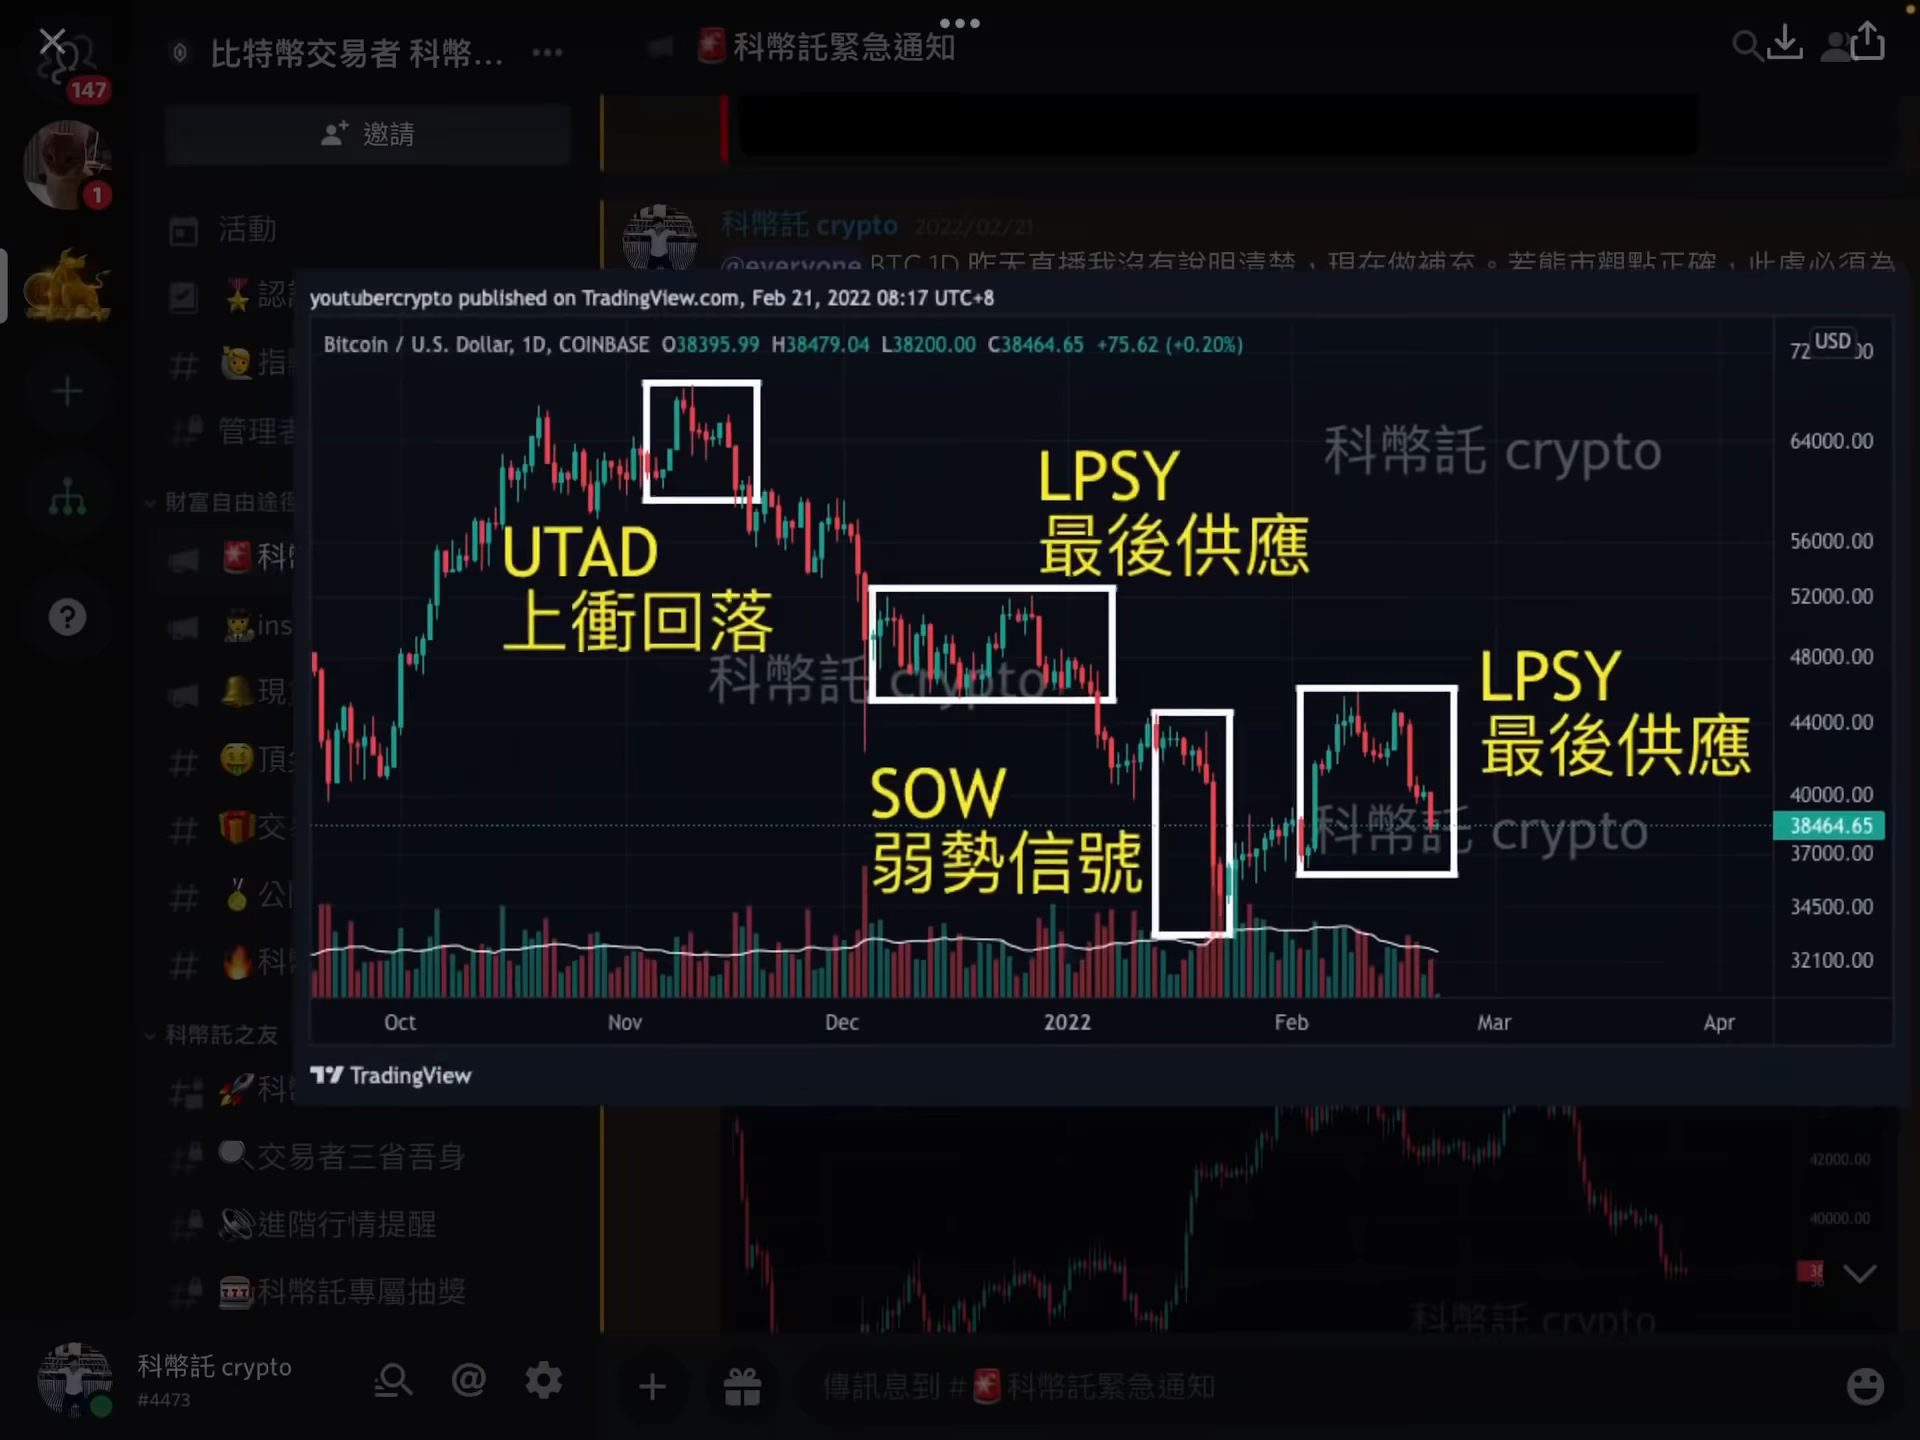 147
比特幣交易者 科幣...
科幣託緊急通知
邀請
1
活動
科幣託 crypto 2022/02/21
@everyone BTC 1D 昨天直播我沒有說明清楚，現在做補充。若熊市觀點正確，此處必須為
youtubercrypto published on TradingView.com, Feb 21, 2022 08:17 UTC+8
Bitcoin / U.S. Dollar, 1D, COINBASE O38395.99 H38479.04 L38200.00 C38464.65 +75.62 (+0.20%)
USD
科幣託 crypto
64000.00
LPSY
最後供應
UTAD
上衝回落
56000.00
52000.00
科幣託 crypto
48000.00
LPSY
最後供應
44000.00
SOW
弱勢信號
40000.00
科幣託 crypto
38464.65
37000.00
34500.00
32100.00
Oct Nov Dec 2022 Feb Mar Apr
TradingView
管理者
財富自由途徑
ins
科幣託之友
交易者三省吾身
進階行情提醒
科幣託專屬抽獎
42000.00
40000.00
科幣託 crypto
科幣託 crypto
#4473
傳訊息到 #科幣託緊急通知